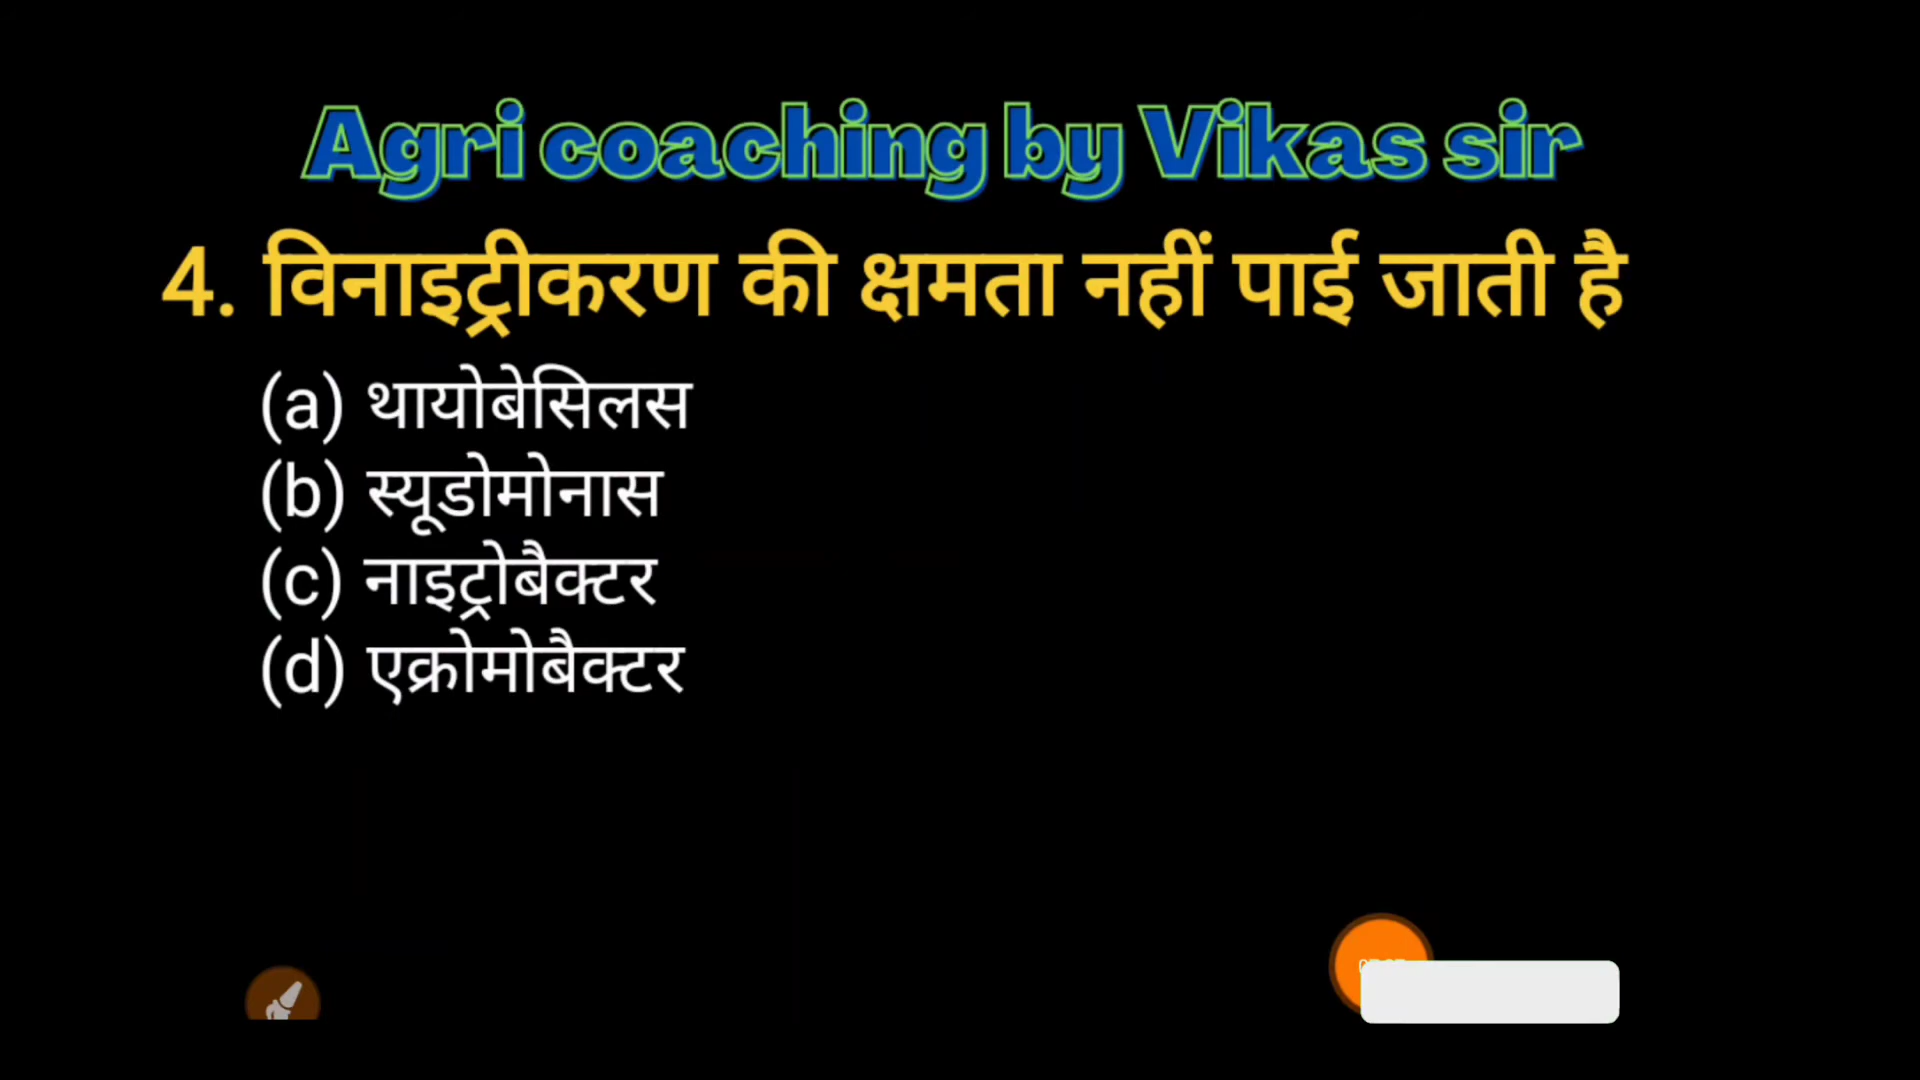 Agri coaching by Vikas sir
4. विनाइट्रीकरण की क्षमता नहीं पाई जाती है
(a) थायोबेसिलस
(b) स्यूडोमोनास
(c) नाइट्रोबैक्टर
(d) एक्रोमोबैक्टर